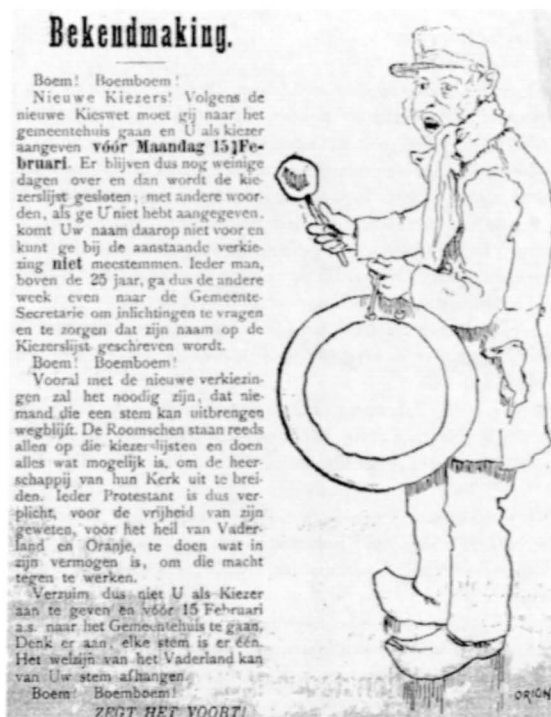 Bekendmaking.
Boem! Boemboem!
Nieuwe Kiezers! Volgens de
nieuwe Kieswet moet gij naar het
gemeentehuis gaan en U als kiezer
aangeven vóór Maandag 15 Fe-
bruari. Er blijven dus nog weinige
dagen over en dan wordt de kie-
zerslijst gesloten, met andere woor-
den, als ge U niet hebt aangegeven,
komt Uw naam daarop niet voor en
kunt ge bij de aanstaande verkie-
zing niet meestemmen. Ieder man,
boven de 25 jaar, ga dus de andere
week even naar de Gemeente-
Secretarie om inlichtingen te vragen
en te zorgen dat zijn naam op de
Kiezerslijst geschreven wordt.
Boem! Boemboem!
Vooral met de nieuwe verkiezin-
gen zal het noodig zijn, dat nie-
mand die een stem kan uitbrengen
wegblijft. De Roomschen staan reeds
allen op die kiezerslijsten en doen
alles wat mogelijk is, om de heer-
schappij van hun Kerk uit te brei-
den. Ieder Protestant is dus ver-
plicht, voor de vrijheid van zijn
geweten, voor het heil van Vader-
land en Oranje, te doen wat in
zijn vermogen is, om die macht
tegen te werken.
Verzuim dus niet U als Kiezer
aan te geven en vóór 15 Februari
a.s. naar het Gemeentehuis te gaan.
Denk er aan, elke stem is er één.
Het welzijn van het Vaderland kan
van Uw stem afhangen.
Boem! Boemboem!
ZEGT HET VOORT!
ORION